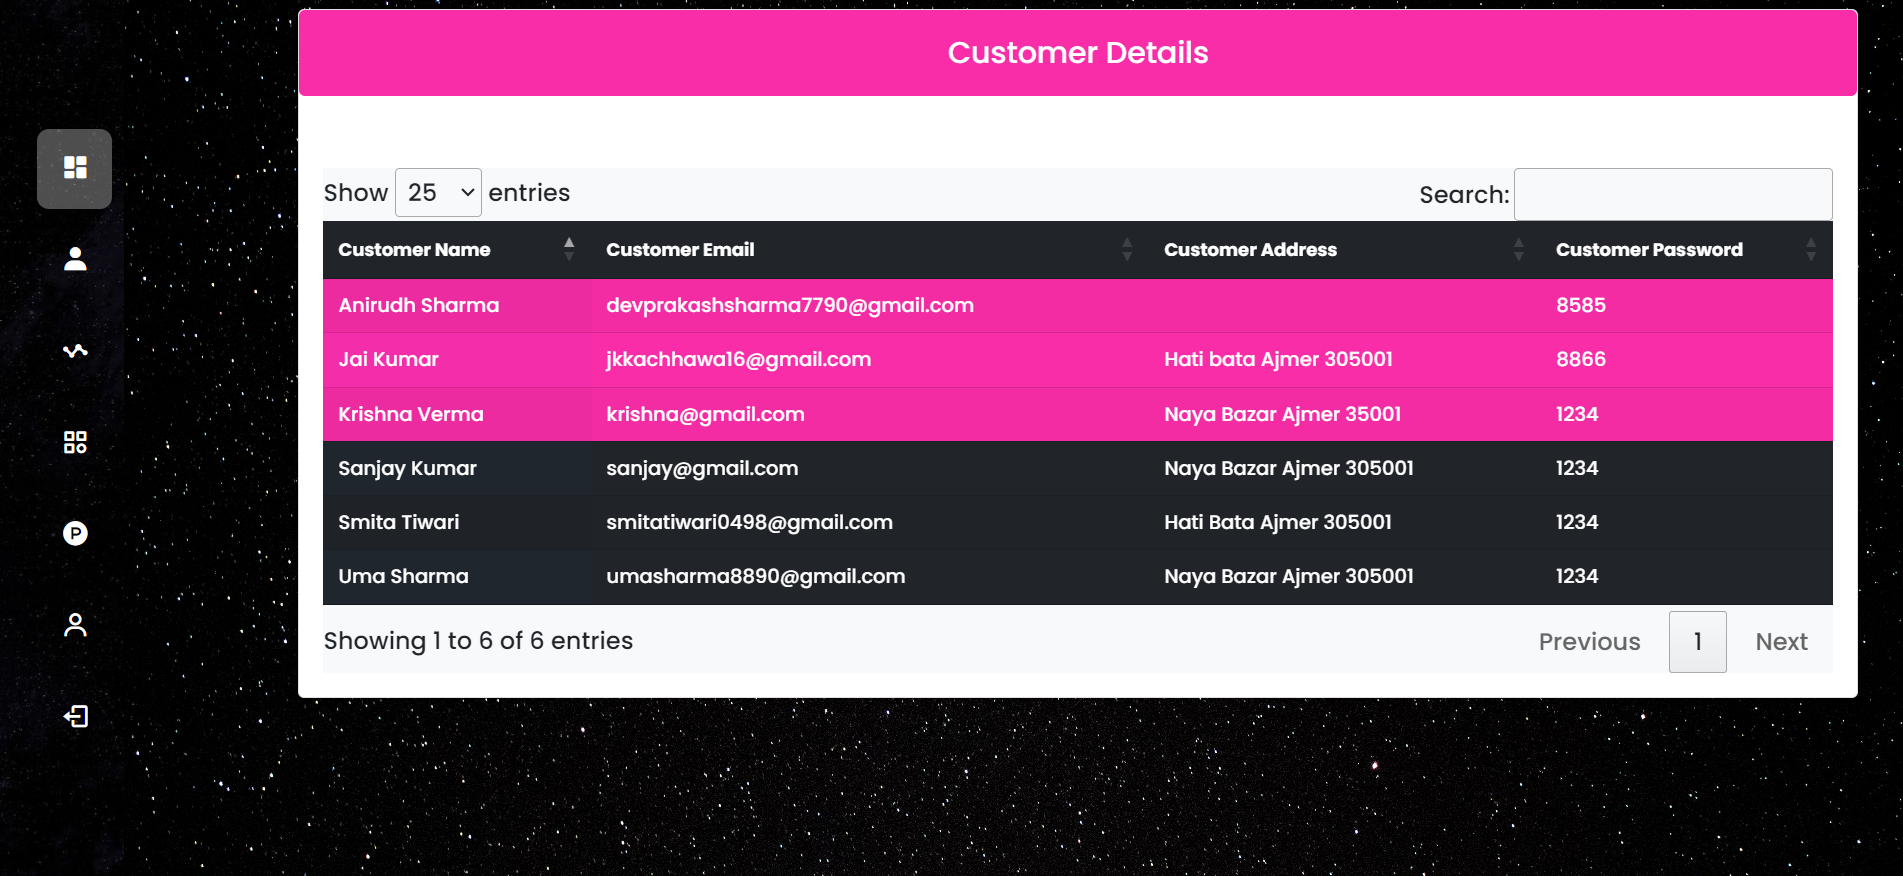 Customer Details
Show 25 entries Search:
Customer Name Customer Email Customer Address Customer Password
Anirudh Sharma devprakashsharma7790@gmail.com 8585
Jai Kumar jkkachhawa16@gmail.com Hati bata Ajmer 305001 8866
Krishna Verma krishna@gmail.com Naya Bazar Ajmer 35001 1234
Sanjay Kumar sanjay@gmail.com Naya Bazar Ajmer 305001 1234
Smita Tiwari smitatiwari0498@gmail.com Hati Bata Ajmer 305001 1234
Uma Sharma umasharma8890@gmail.com Naya Bazar Ajmer 305001 1234
Showing 1 to 6 of 6 entries Previous 1 Next
P